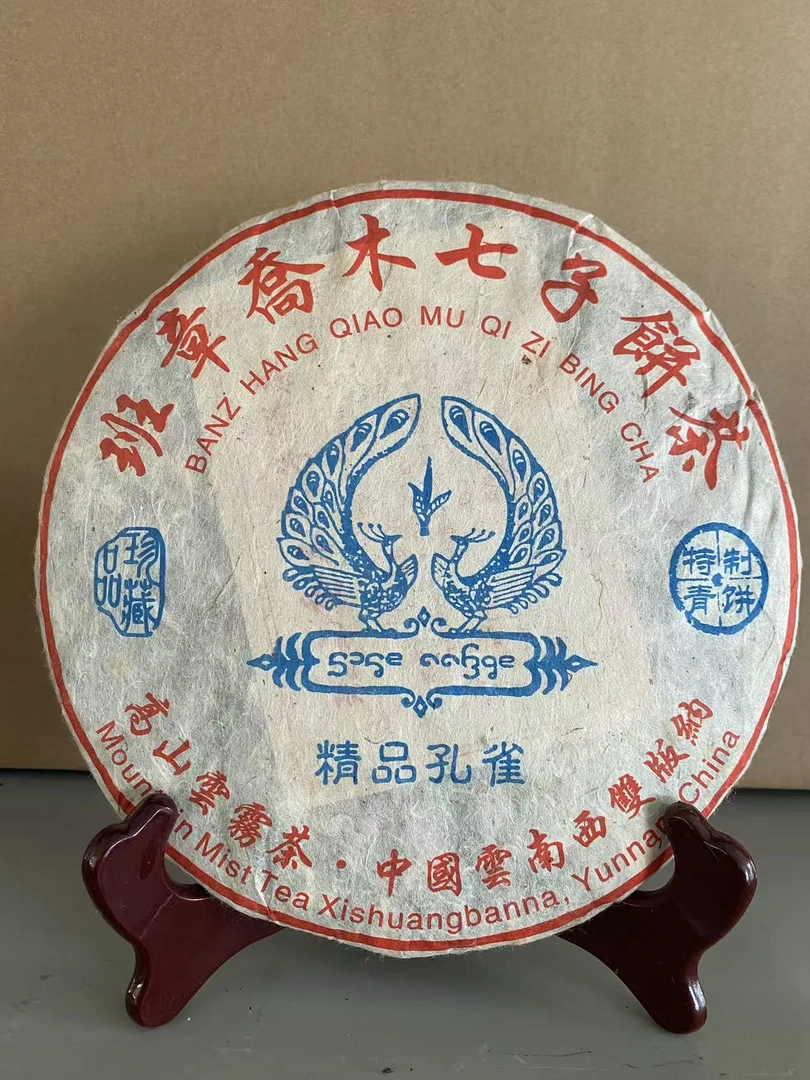 班章喬木七子餅茶
BANZ HANG QIAO MU QI ZI BING CHA
珍藏品
特制青饼
精品孔雀
高山雲霧茶·中國雲南西雙版納
Mountain Mist Tea Xishuangbanna, Yunnan, China